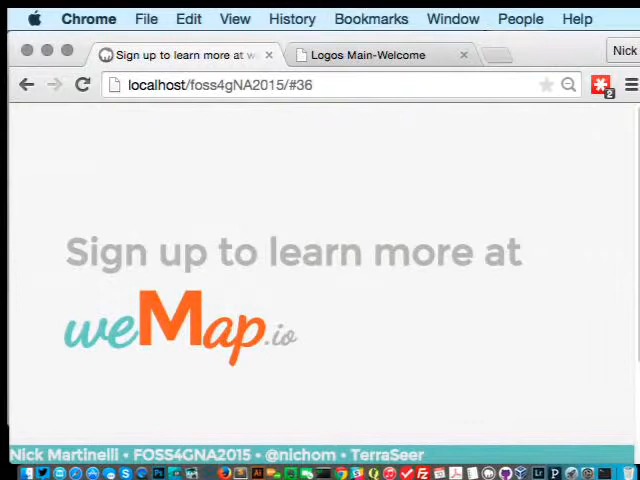 Chrome File Edit View History Bookmarks Window People Help
Sign up to learn more at w
Logos Main-Welcome
Nick
localhost/foss4gNA2015/#36
2
Sign up to learn more at
weMap.io
Nick Martinelli • FOSS4GNA2015 • @nichom • TerraSeer